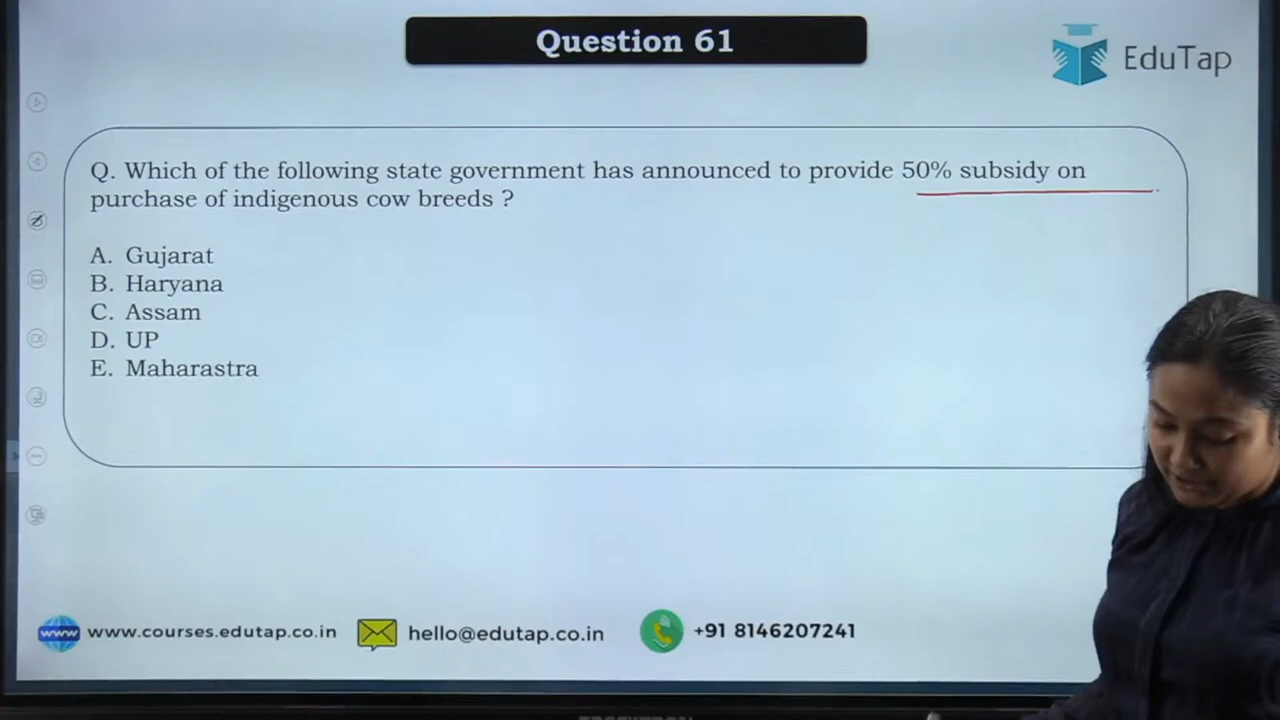 Question 61
EduTap
Q. Which of the following state government has announced to provide 50% subsidy on
purchase of indigenous cow breeds ?
A. Gujarat
B. Haryana
C. Assam
D. UP
E. Maharastra
www www.courses.edutap.co.in hello@edutap.co.in +91 8146207241